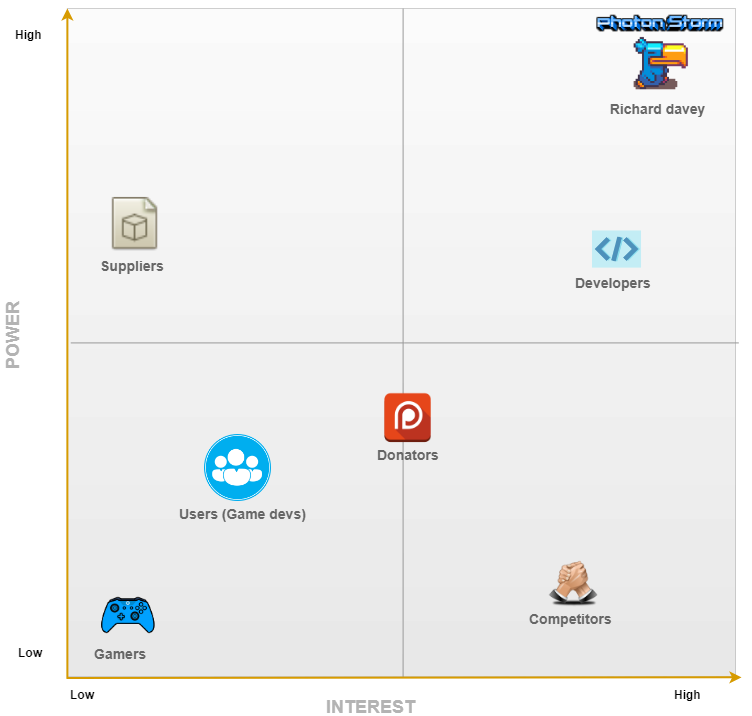 High
Photon Storm
Richard davey
Suppliers
Developers
POWER
Donators
Users (Game devs)
Competitors
Gamers
Low
Low
High
INTEREST